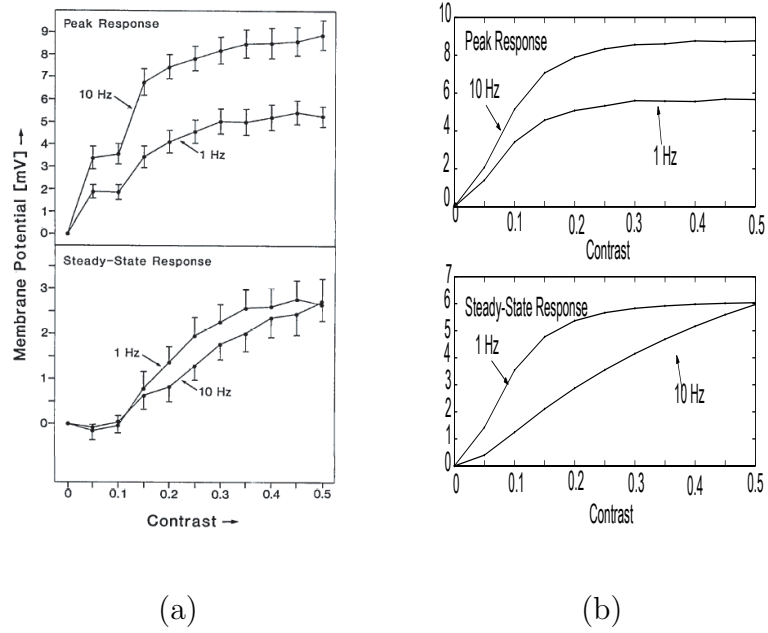 Membrane Potential [mV] →
Peak Response
9
8
7
6
5
4
3
2
1
0
10 Hz
1 Hz
Steady-State Response
3
2
1
0
1 Hz
10 Hz
0 0.1 0.2 0.3 0.4 0.5
Contrast →
(a)
10
8
6
4
2
0
Peak Response
10 Hz
1 Hz
0 0.1 0.2 0.3 0.4 0.5
Contrast
7
6
5
4
3
2
1
0
Steady-State Response
1 Hz
10 Hz
0 0.1 0.2 0.3 0.4 0.5
Contrast
(b)